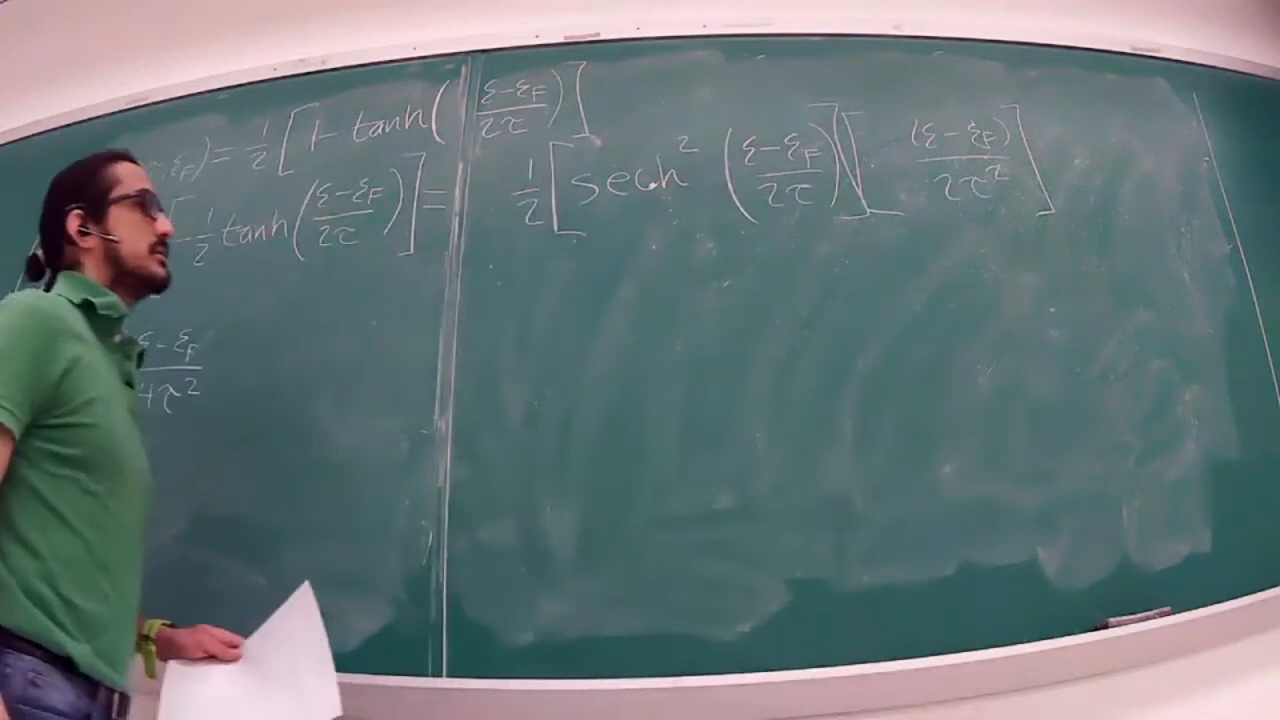 , ε_F) = 1/2 [1 - tanh( (ε-ε_F)/(2τ) )]
[ - 1/2 tanh( (ε-ε_F)/(2τ) ) ] = 1/2 [ sech² ( (ε-ε_F)/(2τ) ) ] [ (ε-ε_F)/(2τ²) ]
(ε-ε_F)/(4τ²)